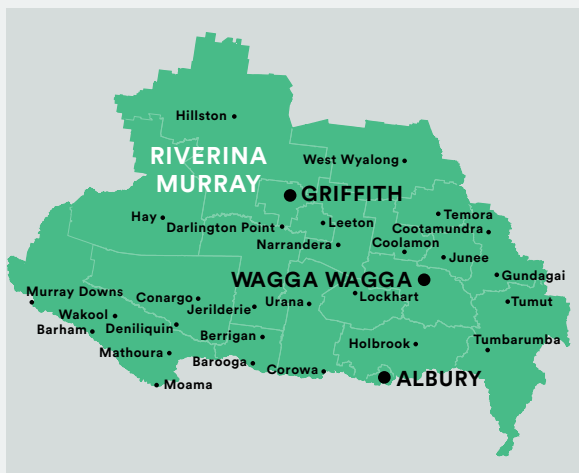 Hillston
RIVERINA
MURRAY
West Wyalong
GRIFFITH
Hay
Darlington Point
Leeton
Temora
Cootamundra
Narrandera
Coolamon
Junee
WAGGA WAGGA
Gundagai
Murray Downs
Conargo
Jerilderie
Urana
Lockhart
Tumut
Wakool
Barham
Deniliquin
Berrigan
Holbrook
Tumbarumba
Mathoura
Barooga
Corowa
Moama
ALBURY